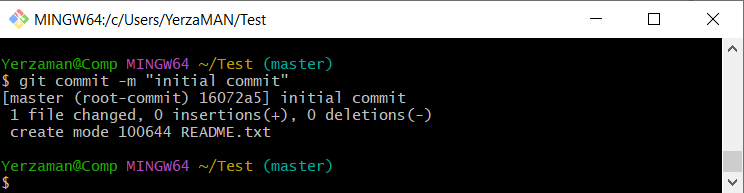 MINGW64:/c/Users/YerzaMAN/Test
Yerzaman@Comp MINGW64 ~/Test (master)
$ git commit -m "initial commit"
[master (root-commit) 16072a5] initial commit
 1 file changed, 0 insertions(+), 0 deletions(-)
 create mode 100644 README.txt
Yerzaman@Comp MINGW64 ~/Test (master)
$